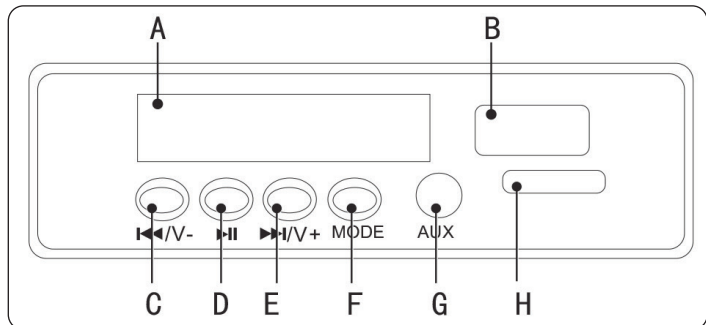 A B
⏮/V- ⏯ ⏭/V+ MODE AUX
C D E F G H